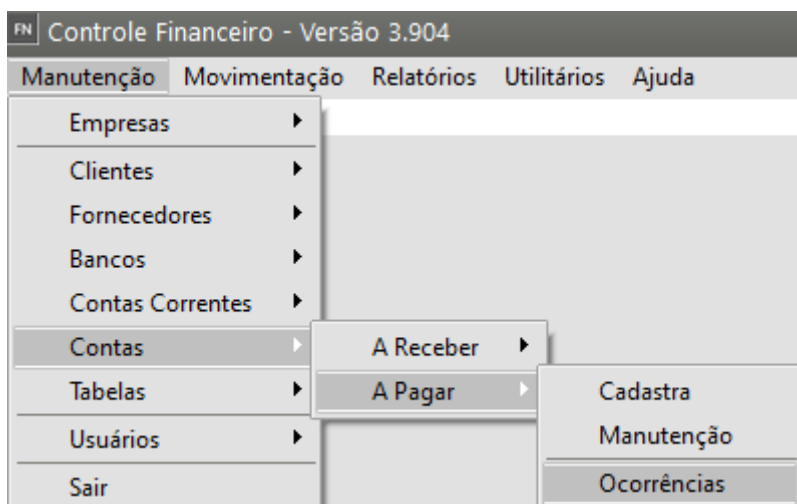 FN Controle Financeiro - Versão 3.904
Manutenção Movimentação Relatórios Utilitários Ajuda
Empresas
Clientes
Fornecedores
Bancos
Contas Correntes
Contas
Tabelas
Usuários
Sair
A Receber
A Pagar
Cadastra
Manutenção
Ocorrências